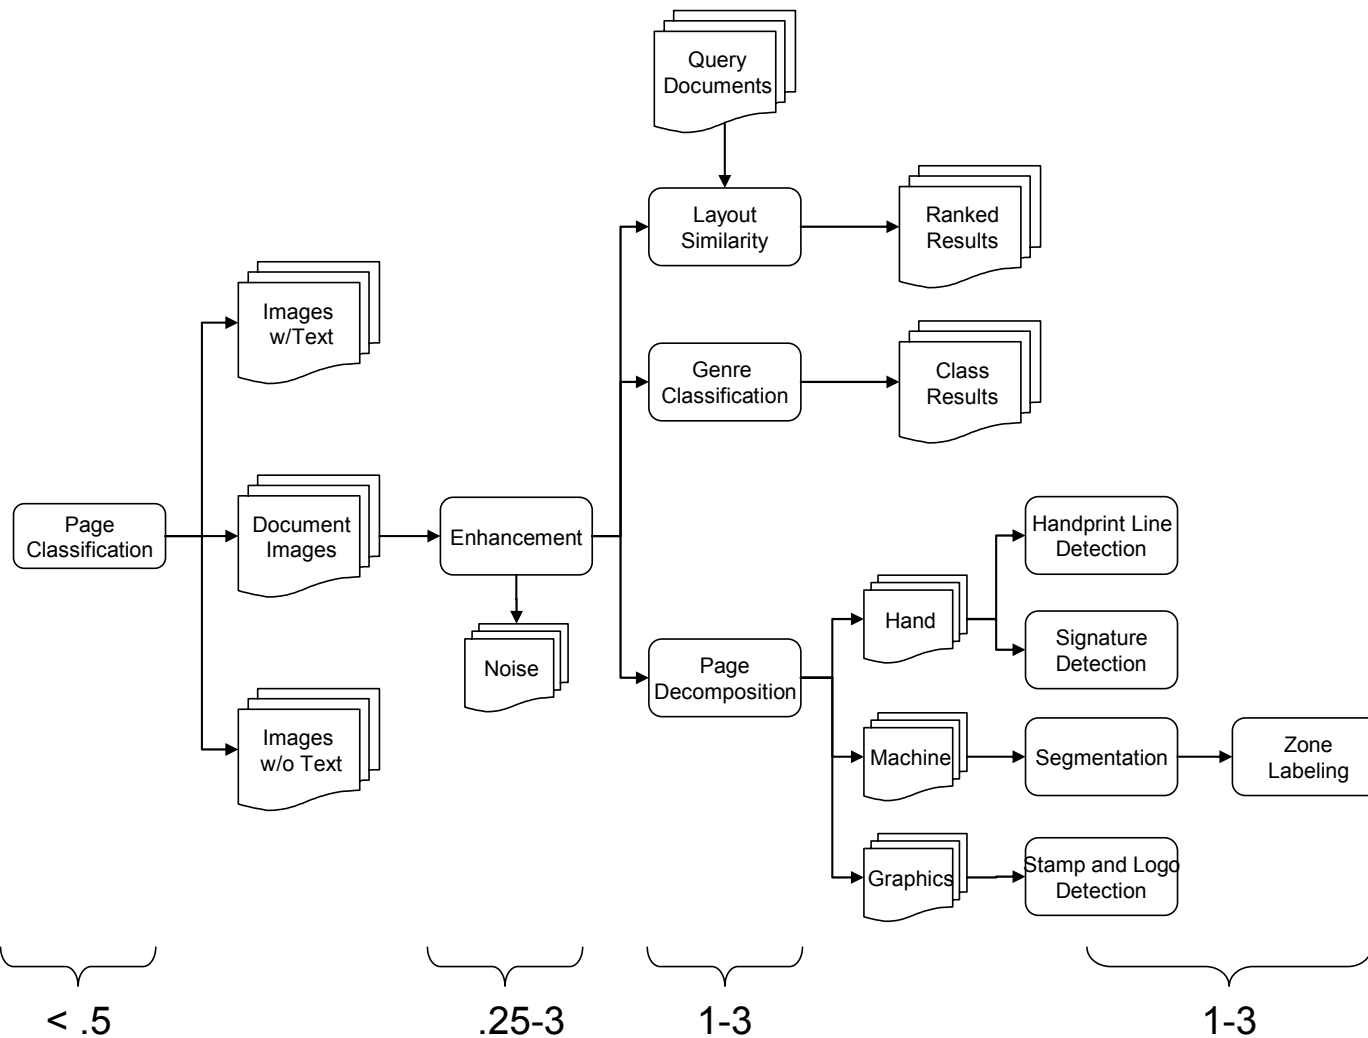 Query
Documents
Layout
Similarity
Ranked
Results
Images
w/Text
Genre
Classification
Class
Results
Page
Classification
Document
Images
Enhancement
Noise
Images
w/o Text
Page
Decomposition
Hand
Handprint Line
Detection
Signature
Detection
Machine
Segmentation
Zone
Labeling
Graphics
Stamp and Logo
Detection
< .5
.25-3
1-3
1-3